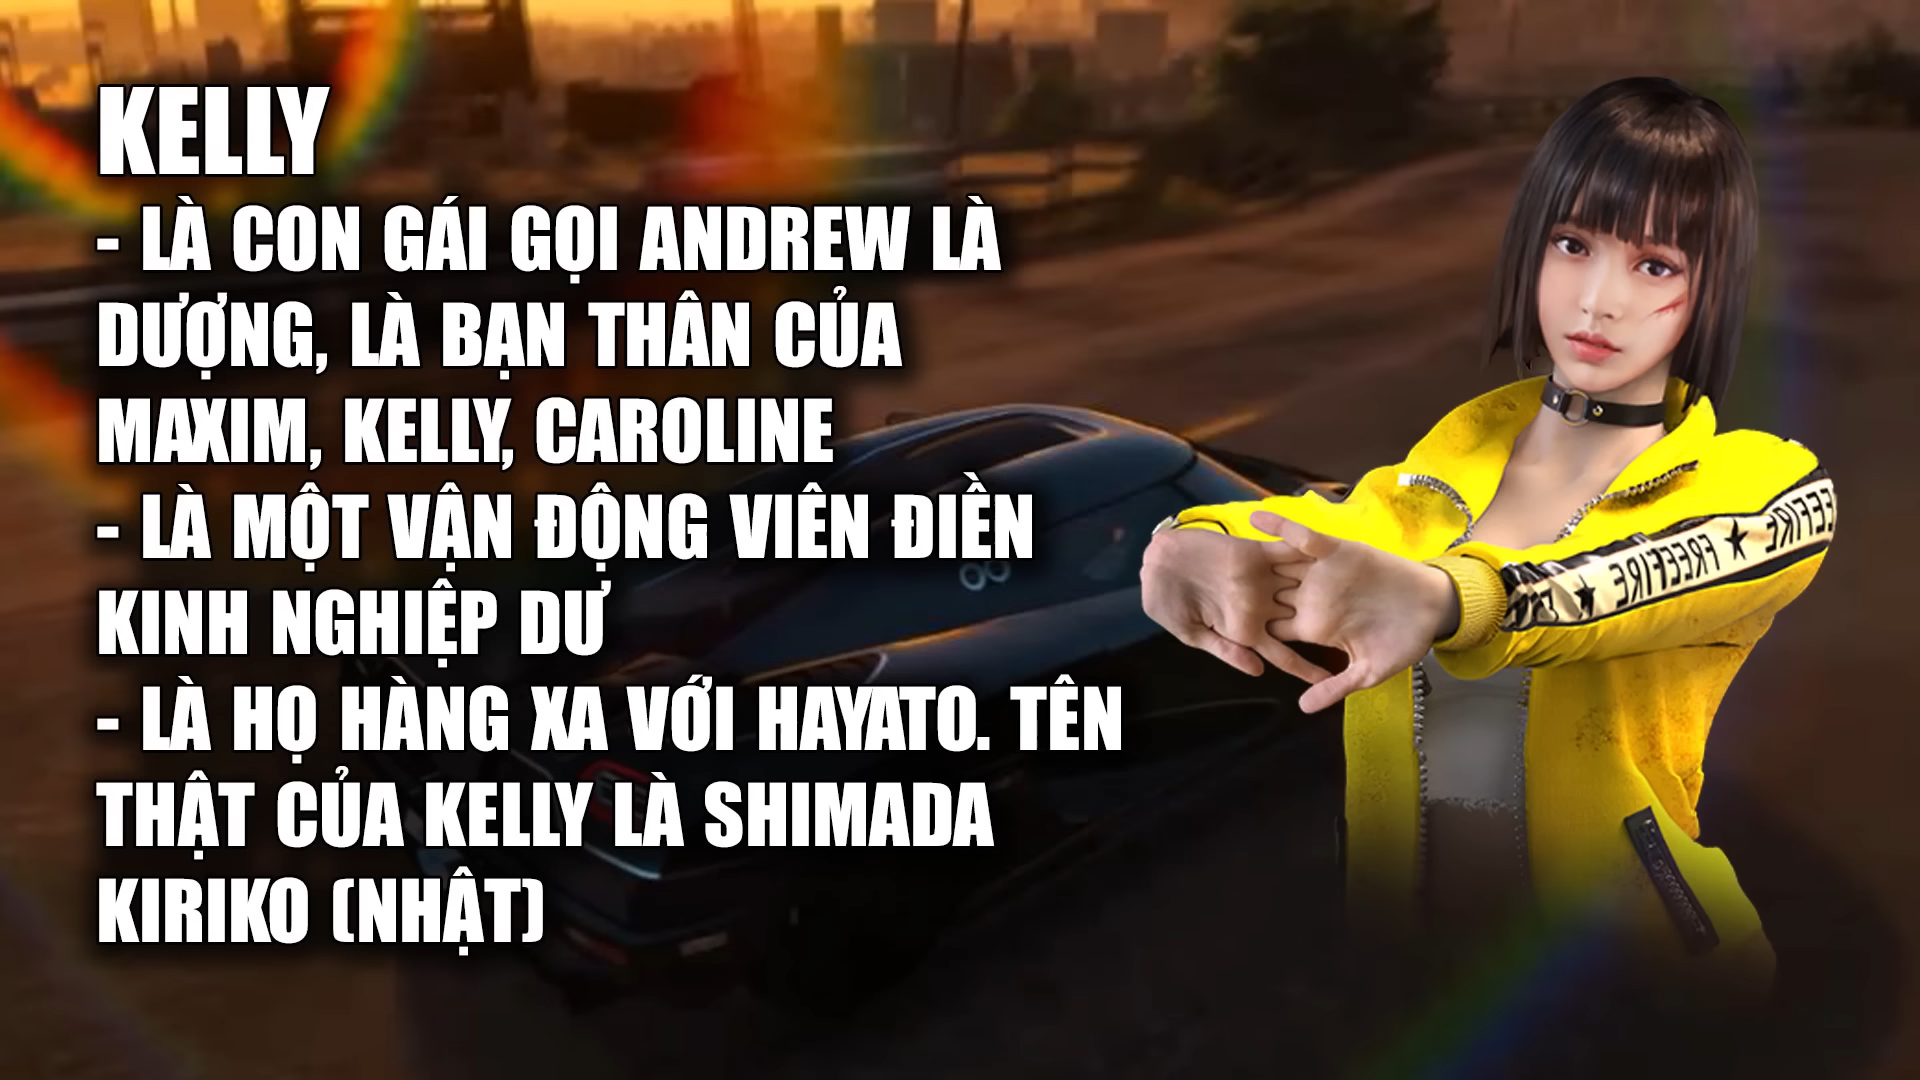 KELLY
- LÀ CON GÁI GỌI ANDREW LÀ
DƯỢNG, LÀ BẠN THÂN CỦA
MAXIM, KELLY, CAROLINE
- LÀ MỘT VẬN ĐỘNG VIÊN ĐIỀN
KINH NGHIỆP DƯ
- LÀ HỌ HÀNG XA VỚI HAYATO. TÊN
THẬT CỦA KELLY LÀ SHIMADA
KIRIKO (NHẬT)
FREEFIRE ★ FREEFIRE ★